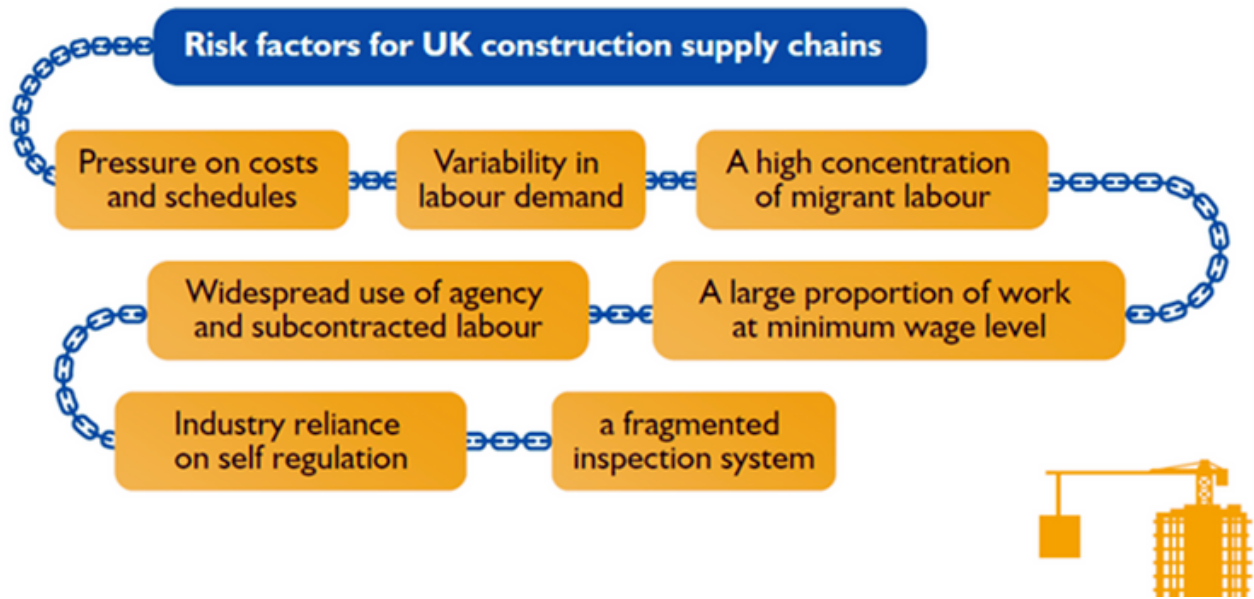 Risk factors for UK construction supply chains
Pressure on costs
and schedules
Variability in
labour demand
A high concentration
of migrant labour
A large proportion of work
at minimum wage level
Widespread use of agency
and subcontracted labour
Industry reliance
on self regulation
a fragmented
inspection system